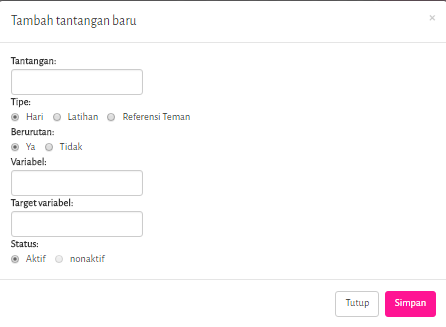 Tambah tantangan baru
×
Tantangan:
Tipe:
Hari Latihan Referensi Teman
Berurutan:
Ya Tidak
Variabel:
Target variabel:
Status:
Aktif nonaktif
Tutup Simpan